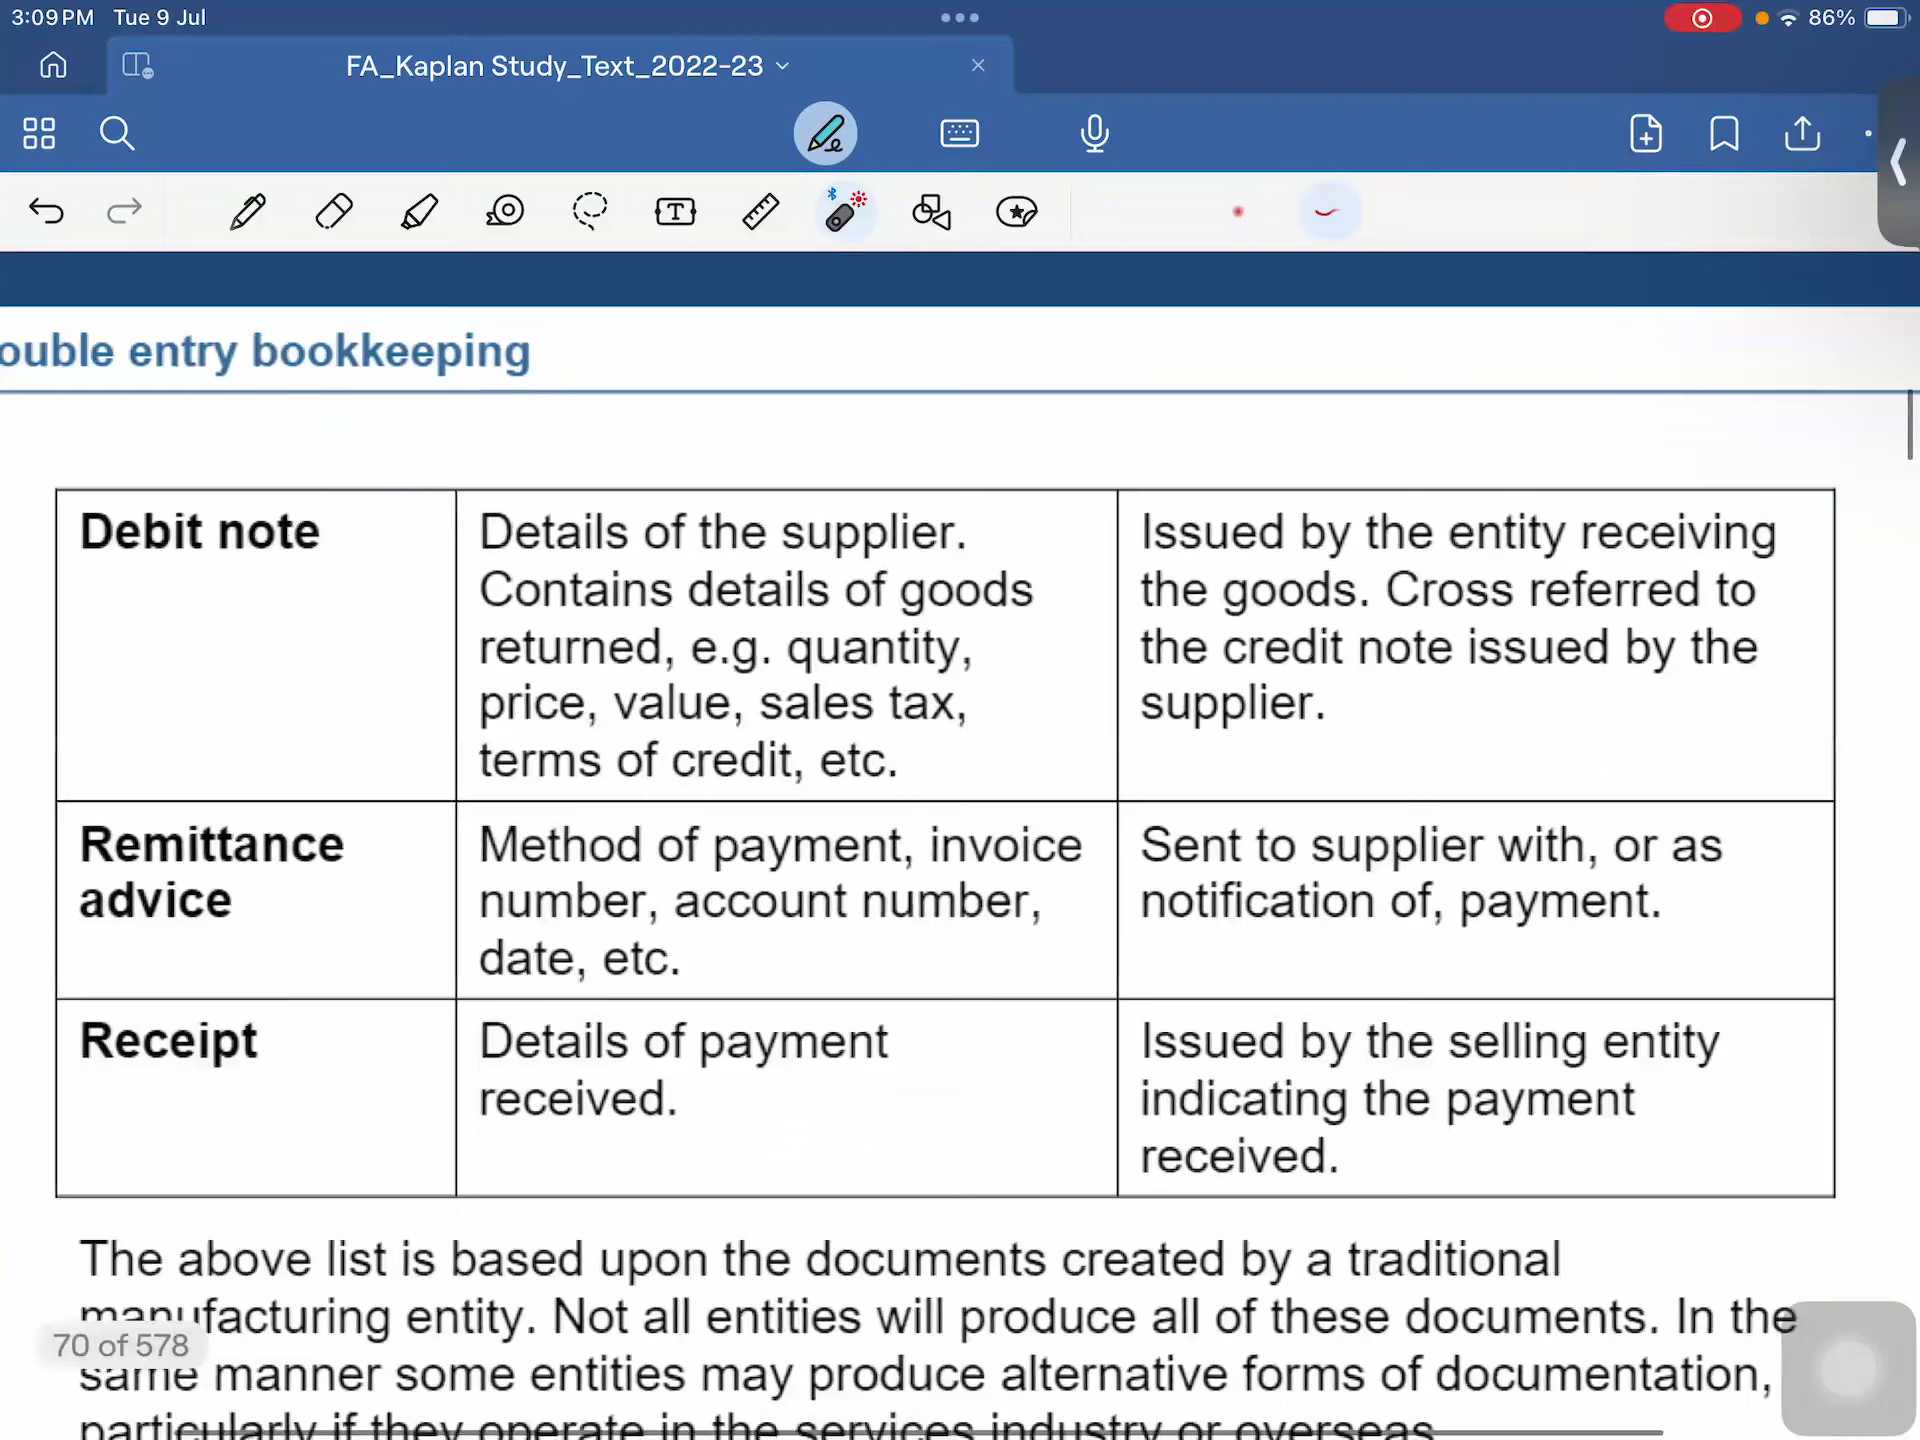 3:09 PM Tue 9 Jul
86%
FA_Kaplan Study_Text_2022-23
ouble entry bookkeeping
Debit note
Details of the supplier.
Contains details of goods
returned, e.g. quantity,
price, value, sales tax,
terms of credit, etc.
Issued by the entity receiving
the goods. Cross referred to
the credit note issued by the
supplier.
Remittance
advice
Method of payment, invoice
number, account number,
date, etc.
Sent to supplier with, or as
notification of, payment.
Receipt
Details of payment
received.
Issued by the selling entity
indicating the payment
received.
The above list is based upon the documents created by a traditional
manufacturing entity. Not all entities will produce all of these documents. In the
70 of 578
same manner some entities may produce alternative forms of documentation,
particularly if they operate in the services industry or overseas